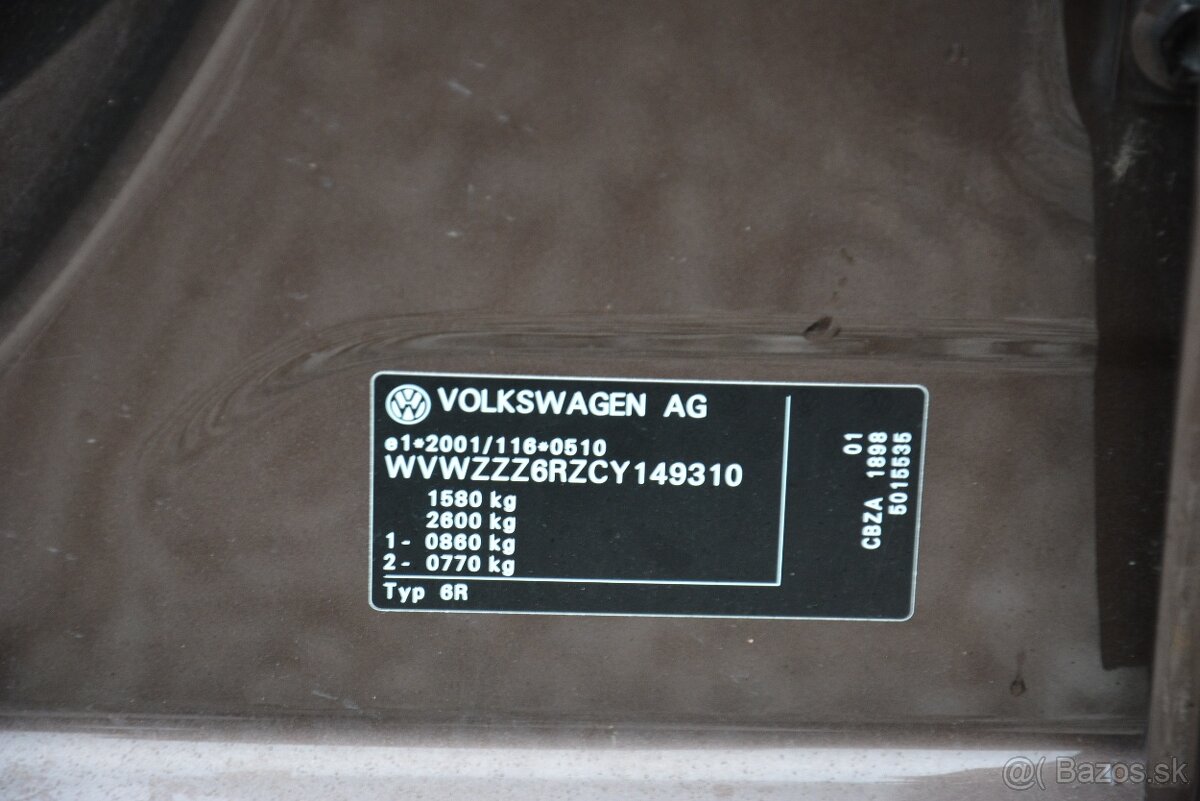 VOLKSWAGEN AG
e1*2001/116*0510
WVWZZZ6RZCY149310
1580 kg
2600 kg
1- 0860 kg
2- 0770 kg
Typ 6R
01
CBZA 1898
5015535
@( Bazos.sk